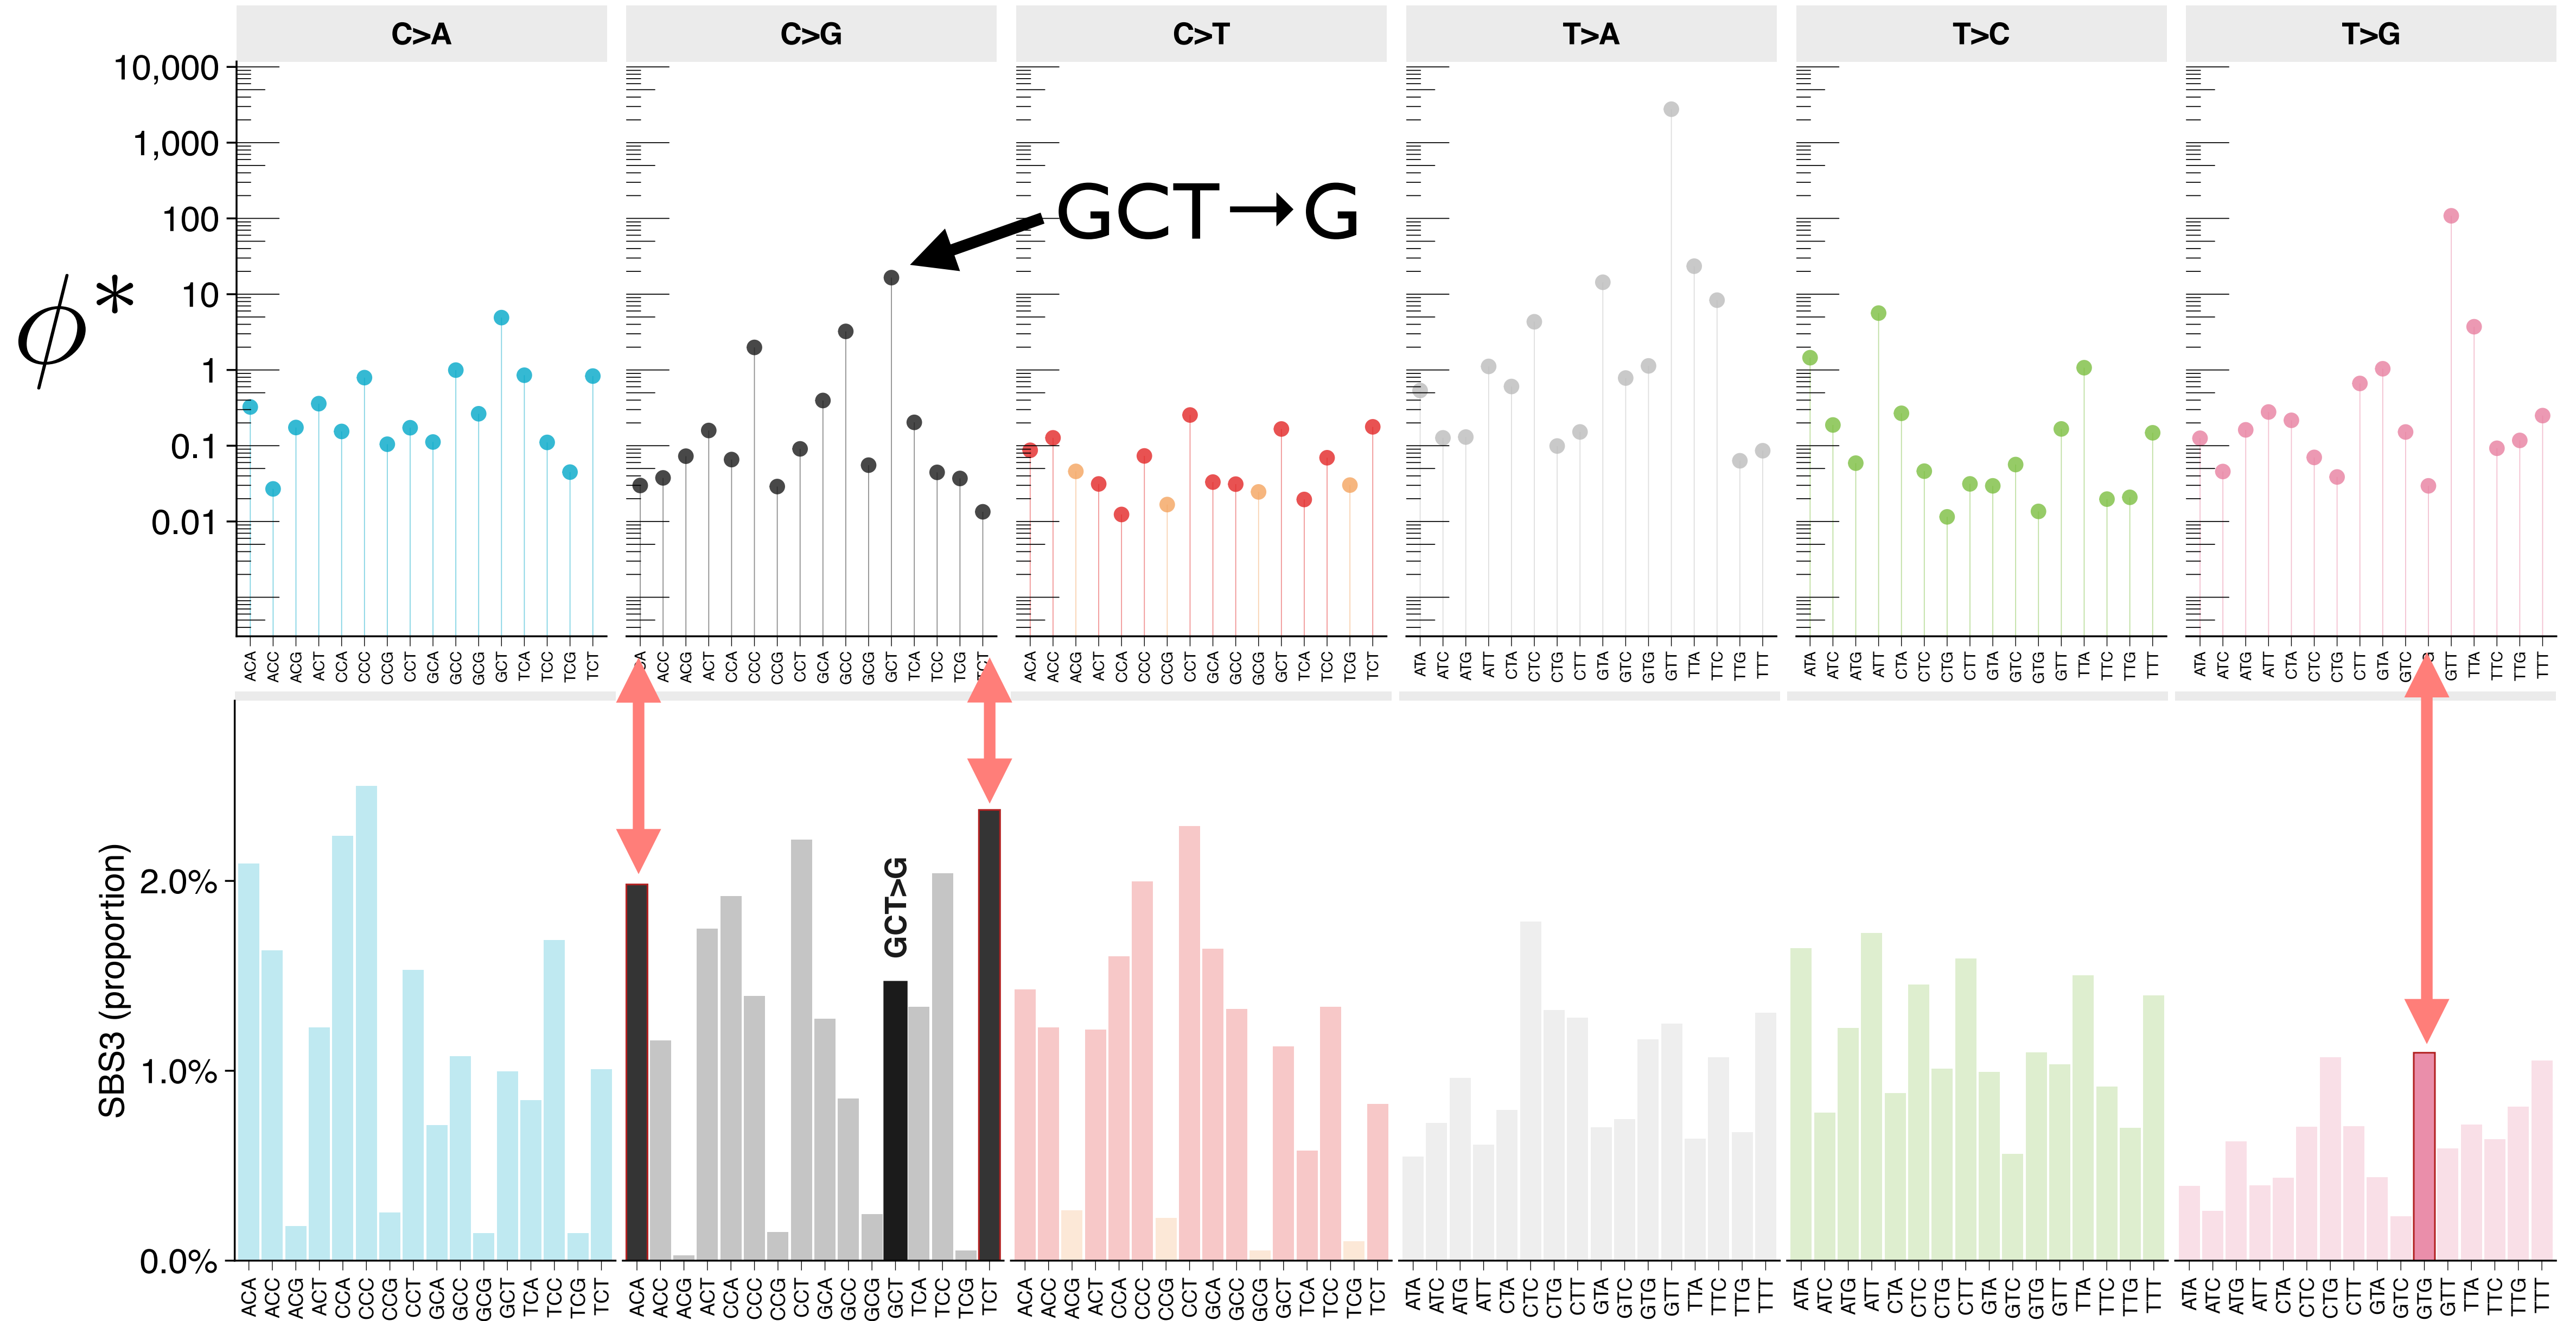 C>A C>G C>T T>A T>C T>G
10,000
1,000
100
10
1
0.1
0.01
ϕ*
GCT→G
ACA ACC ACG ACT CCA CCC CCG CCT GCA GCC GCG GCT TCA TCC TCG TCT
ACC ACG ACT CCA CCC CCG CCT GCA GCC GCG GCT TCA TCC TCG TCT
ACA ACC ACG ACT CCA CCC CCG CCT GCA GCC GCG GCT TCA TCC TCG TCT
ATA ATC ATG ATT CTA CTC CTG CTT GTA GTC GTG GTT TTA TTC TTG TTT
ATA ATC ATG ATT CTA CTC CTG CTT GTA GTC GTG GTT TTA TTC TTG TTT
ATA ATC ATG ATT CTA CTC CTG CTT GTA GTC GTT TTA TTC TTG TTT
SBS3 (proportion)
2.0%
1.0%
0.0%
GCT>G
ACA ACC ACG ACT CCA CCC CCG CCT GCA GCC GCG GCT TCA TCC TCG TCT
ACA ACC ACG ACT CCA CCC CCG CCT GCA GCC GCG GCT TCA TCC TCG TCT
ACA ACC ACG ACT CCA CCC CCG CCT GCA GCC GCG GCT TCA TCC TCG TCT
ATA ATC ATG ATT CTA CTC CTG CTT GTA GTC GTG GTT TTA TTC TTG TTT
ATA ATC ATG ATT CTA CTC CTG CTT GTA GTC GTG GTT TTA TTC TTG TTT
ATA ATC ATG ATT CTA CTC CTG CTT GTA GTC GTG GTT TTA TTC TTG TTT